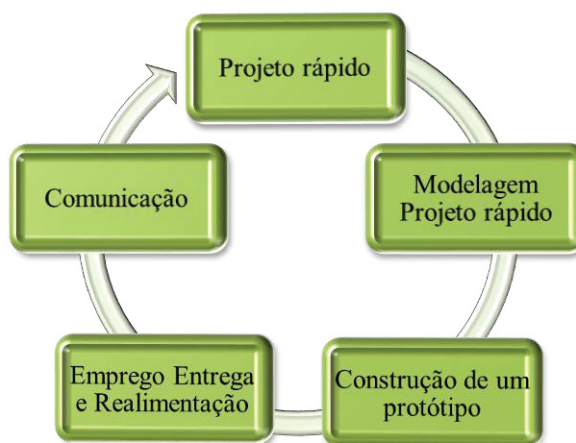 Projeto rápido
Modelagem
Projeto rápido
Construção de um
protótipo
Emprego Entrega
e Realimentação
Comunicação